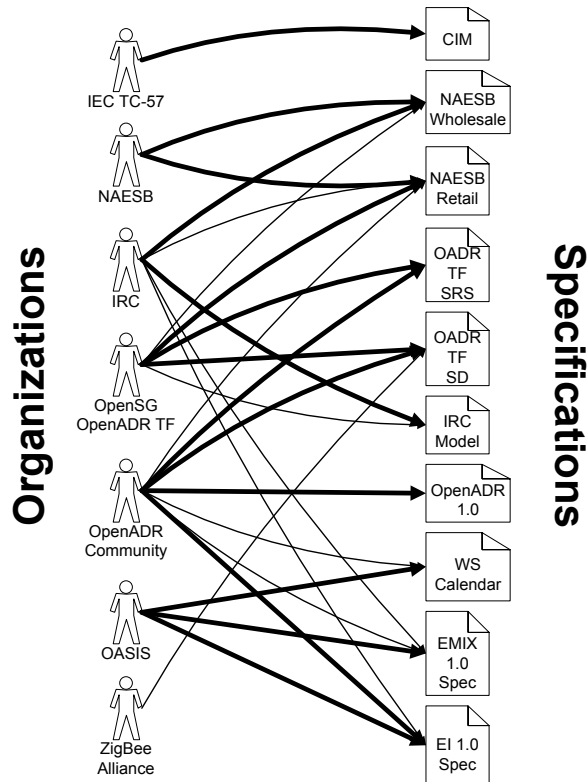 Organizations
IEC TC-57
NAESB
IRC
OpenSG
OpenADR TF
OpenADR
Community
OASIS
ZigBee
Alliance
CIM
NAESB
Wholesale
NAESB
Retail
OADR
TF
SRS
OADR
TF
SD
IRC
Model
OpenADR
1.0
WS
Calendar
EMIX
1.0
Spec
EI 1.0
Spec
Specifications